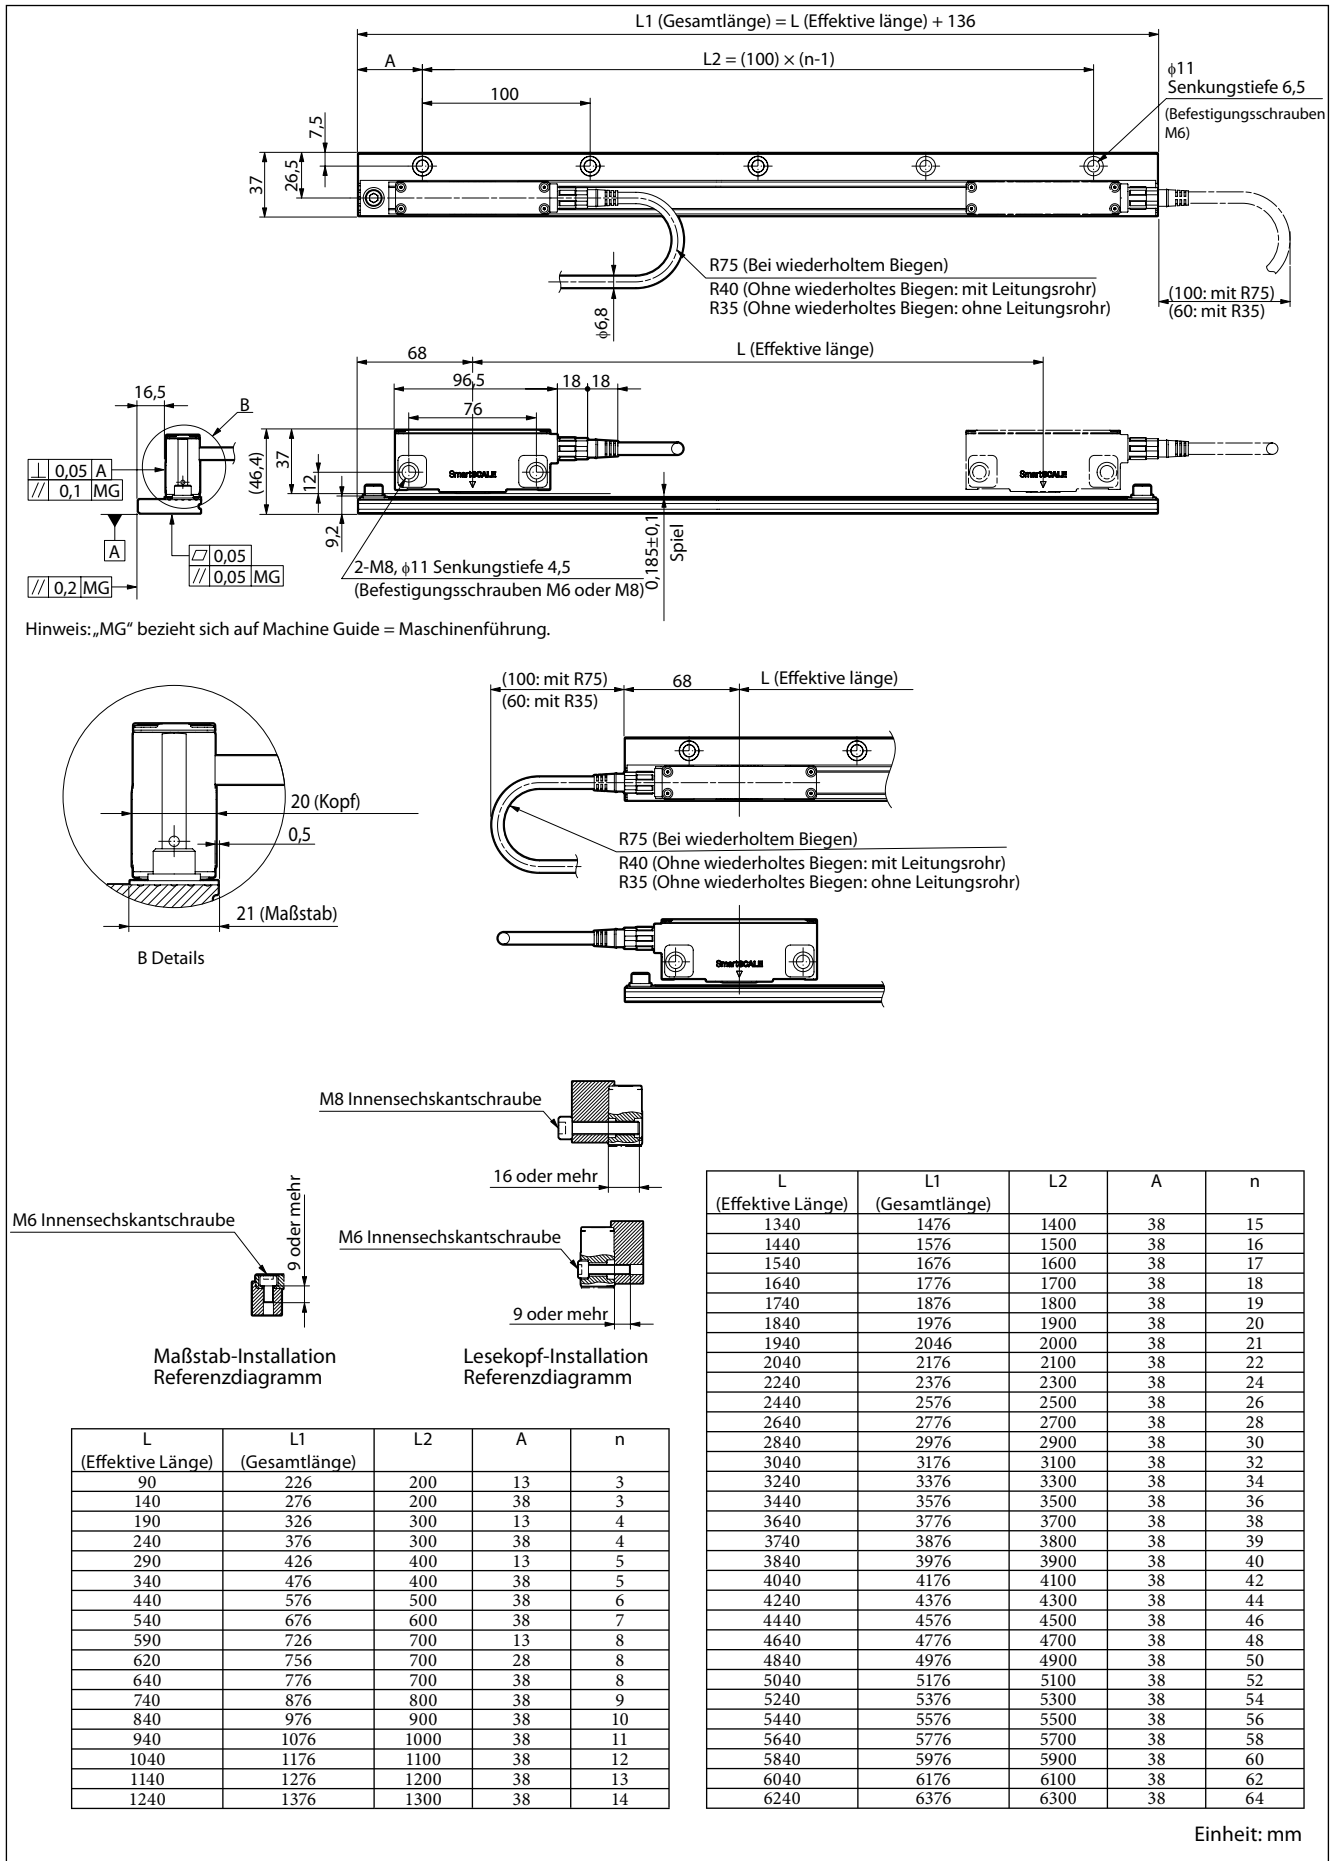 L1 (Gesamtlänge) = L (Effektive länge) + 136
A
L2 = (100) × (n-1)
ϕ11
Senkungstiefe 6,5
(Befestigungsschrauben
M6)
100
7,5
26,5
37
R75 (Bei wiederholtem Biegen)
R40 (Ohne wiederholtes Biegen: mit Leitungsrohr)
R35 (Ohne wiederholtes Biegen: ohne Leitungsrohr)
(100: mit R75)
(60: mit R35)
ϕ6,8
68
L (Effektive länge)
96,5
18
18
76
16,5
B
(46,4)
37
12
9,2
SmartSCALE
SmartSCALE
⊥ 0,05 A
// 0,1 MG
A
⏥ 0,05
// 0,05 MG
// 0,2 MG
2-M8, ϕ11 Senkungstiefe 4,5
(Befestigungsschrauben M6 oder M8)
0,185±0,1
Spiel
Hinweis: „MG“ bezieht sich auf Machine Guide = Maschinenführung.
(100: mit R75)
(60: mit R35)
68
L (Effektive länge)
20 (Kopf)
0,5
21 (Maßstab)
B Details
R75 (Bei wiederholtem Biegen)
R40 (Ohne wiederholtes Biegen: mit Leitungsrohr)
R35 (Ohne wiederholtes Biegen: ohne Leitungsrohr)
SmartSCALE
M8 Innensechskantschraube
16 oder mehr
M6 Innensechskantschraube
9 oder mehr
M6 Innensechskantschraube
9 oder mehr
Maßstab-Installation
Referenzdiagramm
Lesekopf-Installation
Referenzdiagramm
L L1 L2 A n
(Effektive Länge) (Gesamtlänge)
90 226 200 13 3
140 276 200 38 3
190 326 300 13 4
240 376 300 38 4
290 426 400 13 5
340 476 400 38 5
440 576 500 38 6
540 676 600 38 7
590 726 700 13 8
620 756 700 28 8
640 776 700 38 8
740 876 800 38 9
840 976 900 38 10
940 1076 1000 38 11
1040 1176 1100 38 12
1140 1276 1200 38 13
1240 1376 1300 38 14
L L1 L2 A n
(Effektive Länge) (Gesamtlänge)
1340 1476 1400 38 15
1440 1576 1500 38 16
1540 1676 1600 38 17
1640 1776 1700 38 18
1740 1876 1800 38 19
1840 1976 1900 38 20
1940 2046 2000 38 21
2040 2176 2100 38 22
2240 2376 2300 38 24
2440 2576 2500 38 26
2640 2776 2700 38 28
2840 2976 2900 38 30
3040 3176 3100 38 32
3240 3376 3300 38 34
3440 3576 3500 38 36
3640 3776 3700 38 38
3740 3876 3800 38 39
3840 3976 3900 38 40
4040 4176 4100 38 42
4240 4376 4300 38 44
4440 4576 4500 38 46
4640 4776 4700 38 48
4840 4976 4900 38 50
5040 5176 5100 38 52
5240 5376 5300 38 54
5440 5576 5500 38 56
5640 5776 5700 38 58
5840 5976 5900 38 60
6040 6176 6100 38 62
6240 6376 6300 38 64
Einheit: mm